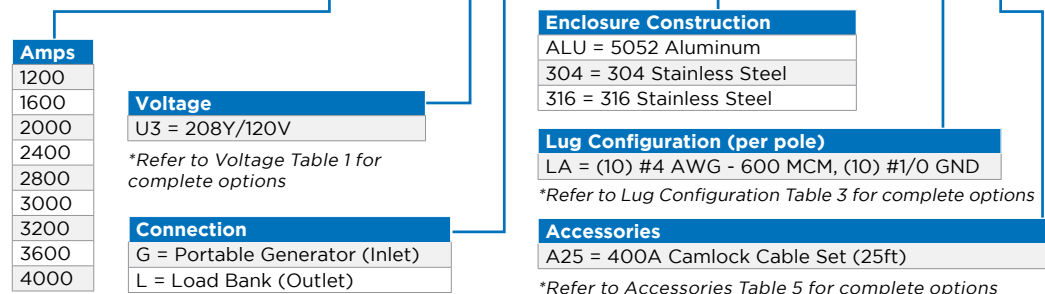 Amps
1200
1600
2000
2400
2800
3000
3200
3600
4000
Voltage
U3 = 208Y/120V
*Refer to Voltage Table 1 for
complete options
Connection
G = Portable Generator (Inlet)
L = Load Bank (Outlet)
Enclosure Construction
ALU = 5052 Aluminum
304 = 304 Stainless Steel
316 = 316 Stainless Steel
Lug Configuration (per pole)
LA = (10) #4 AWG - 600 MCM, (10) #1/0 GND
*Refer to Lug Configuration Table 3 for complete options
Accessories
A25 = 400A Camlock Cable Set (25ft)
*Refer to Accessories Table 5 for complete options